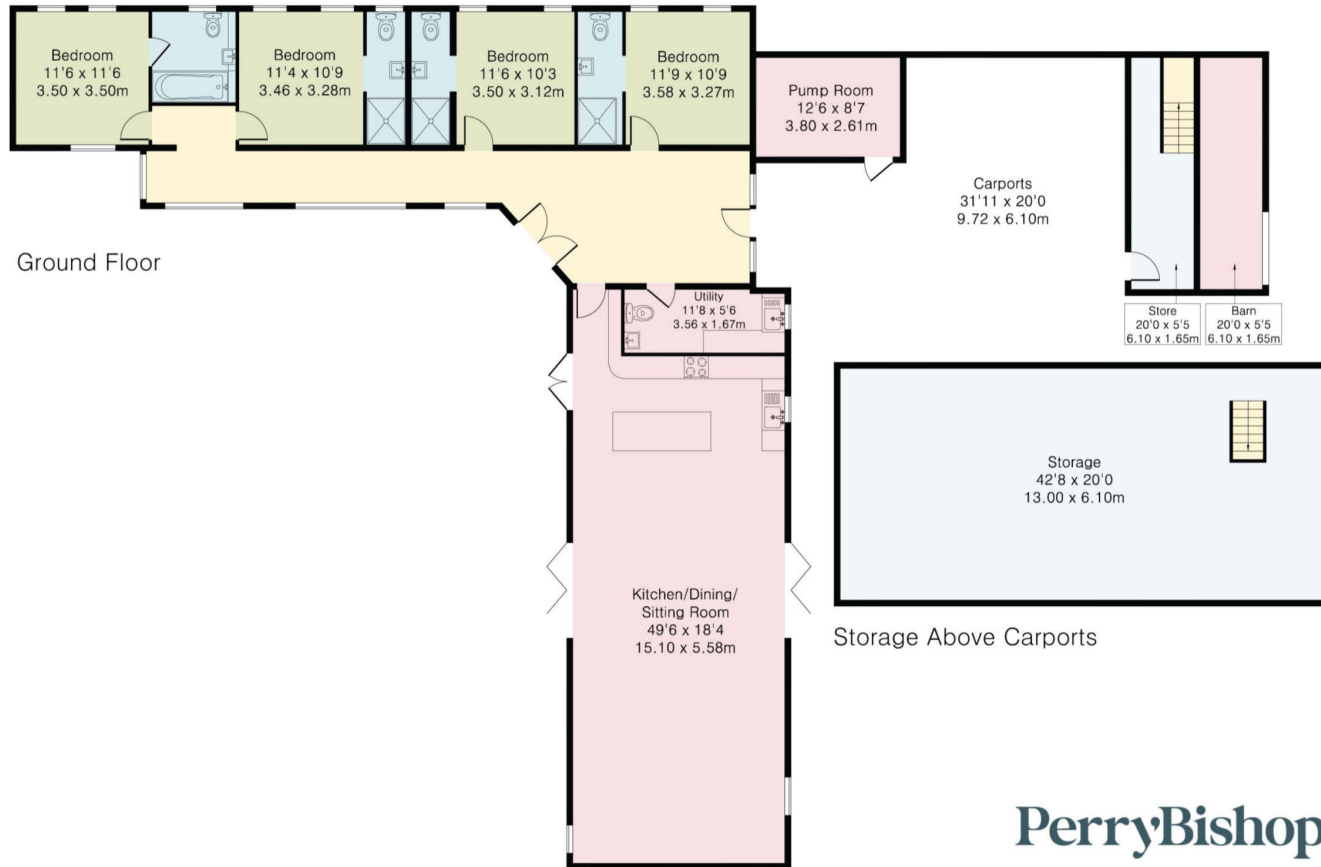 Bedroom
11'6 x 11'6
3.50 x 3.50m
Bedroom
11'4 x 10'9
3.46 x 3.28m
Bedroom
11'6 x 10'3
3.50 x 3.12m
Bedroom
11'9 x 10'9
3.58 x 3.27m
Pump Room
12'6 x 8'7
3.80 x 2.61m
Carports
31'11 x 20'0
9.72 x 6.10m
Ground Floor
Utility
11'8 x 5'6
3.56 x 1.67m
Store
20'0 x 5'5
6.10 x 1.65m
Barn
20'0 x 5'5
6.10 x 1.65m
Storage
42'8 x 20'0
13.00 x 6.10m
Kitchen/Dining/
Sitting Room
49'6 x 18'4
15.10 x 5.58m
Storage Above Carports
PerryBishop